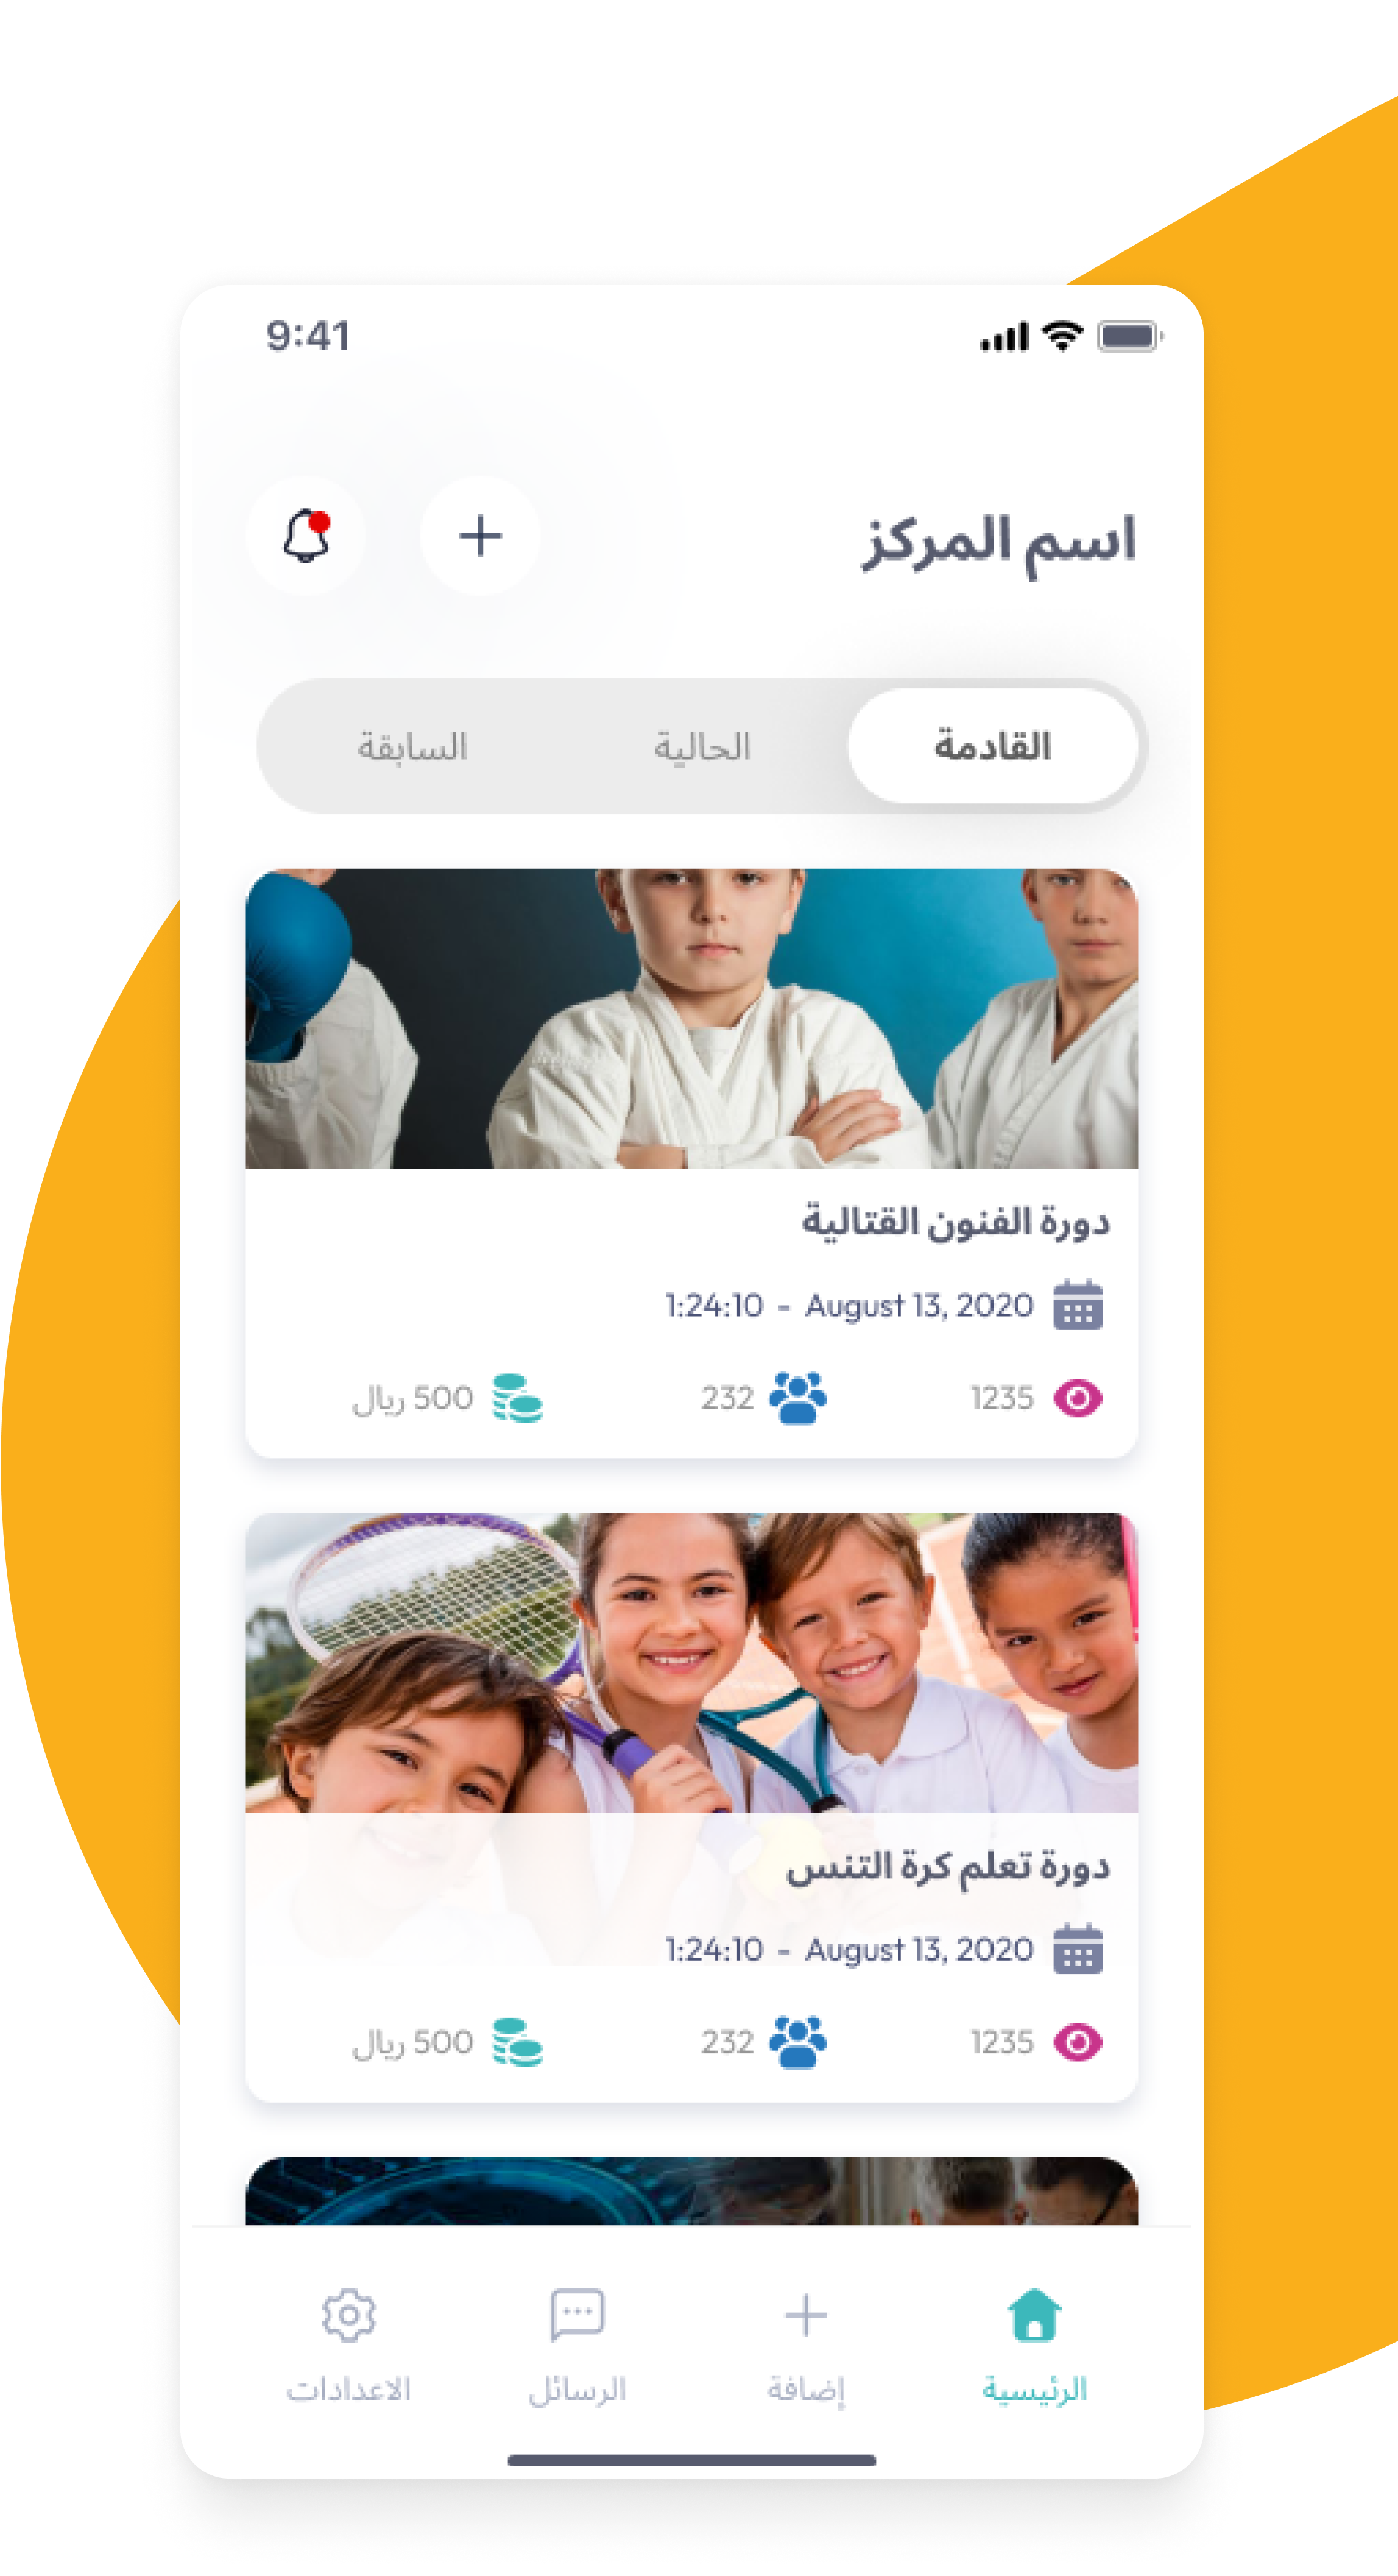 9:41
اسم المركز
القادمة الحالية السابقة
دورة الفنون القتالية
1:24:10 - August 13, 2020
1235 232 500 ريال
دورة تعلم كرة التنس
1:24:10 - August 13, 2020
1235 232 500 ريال
الرئيسية إضافة الرسائل الاعدادات